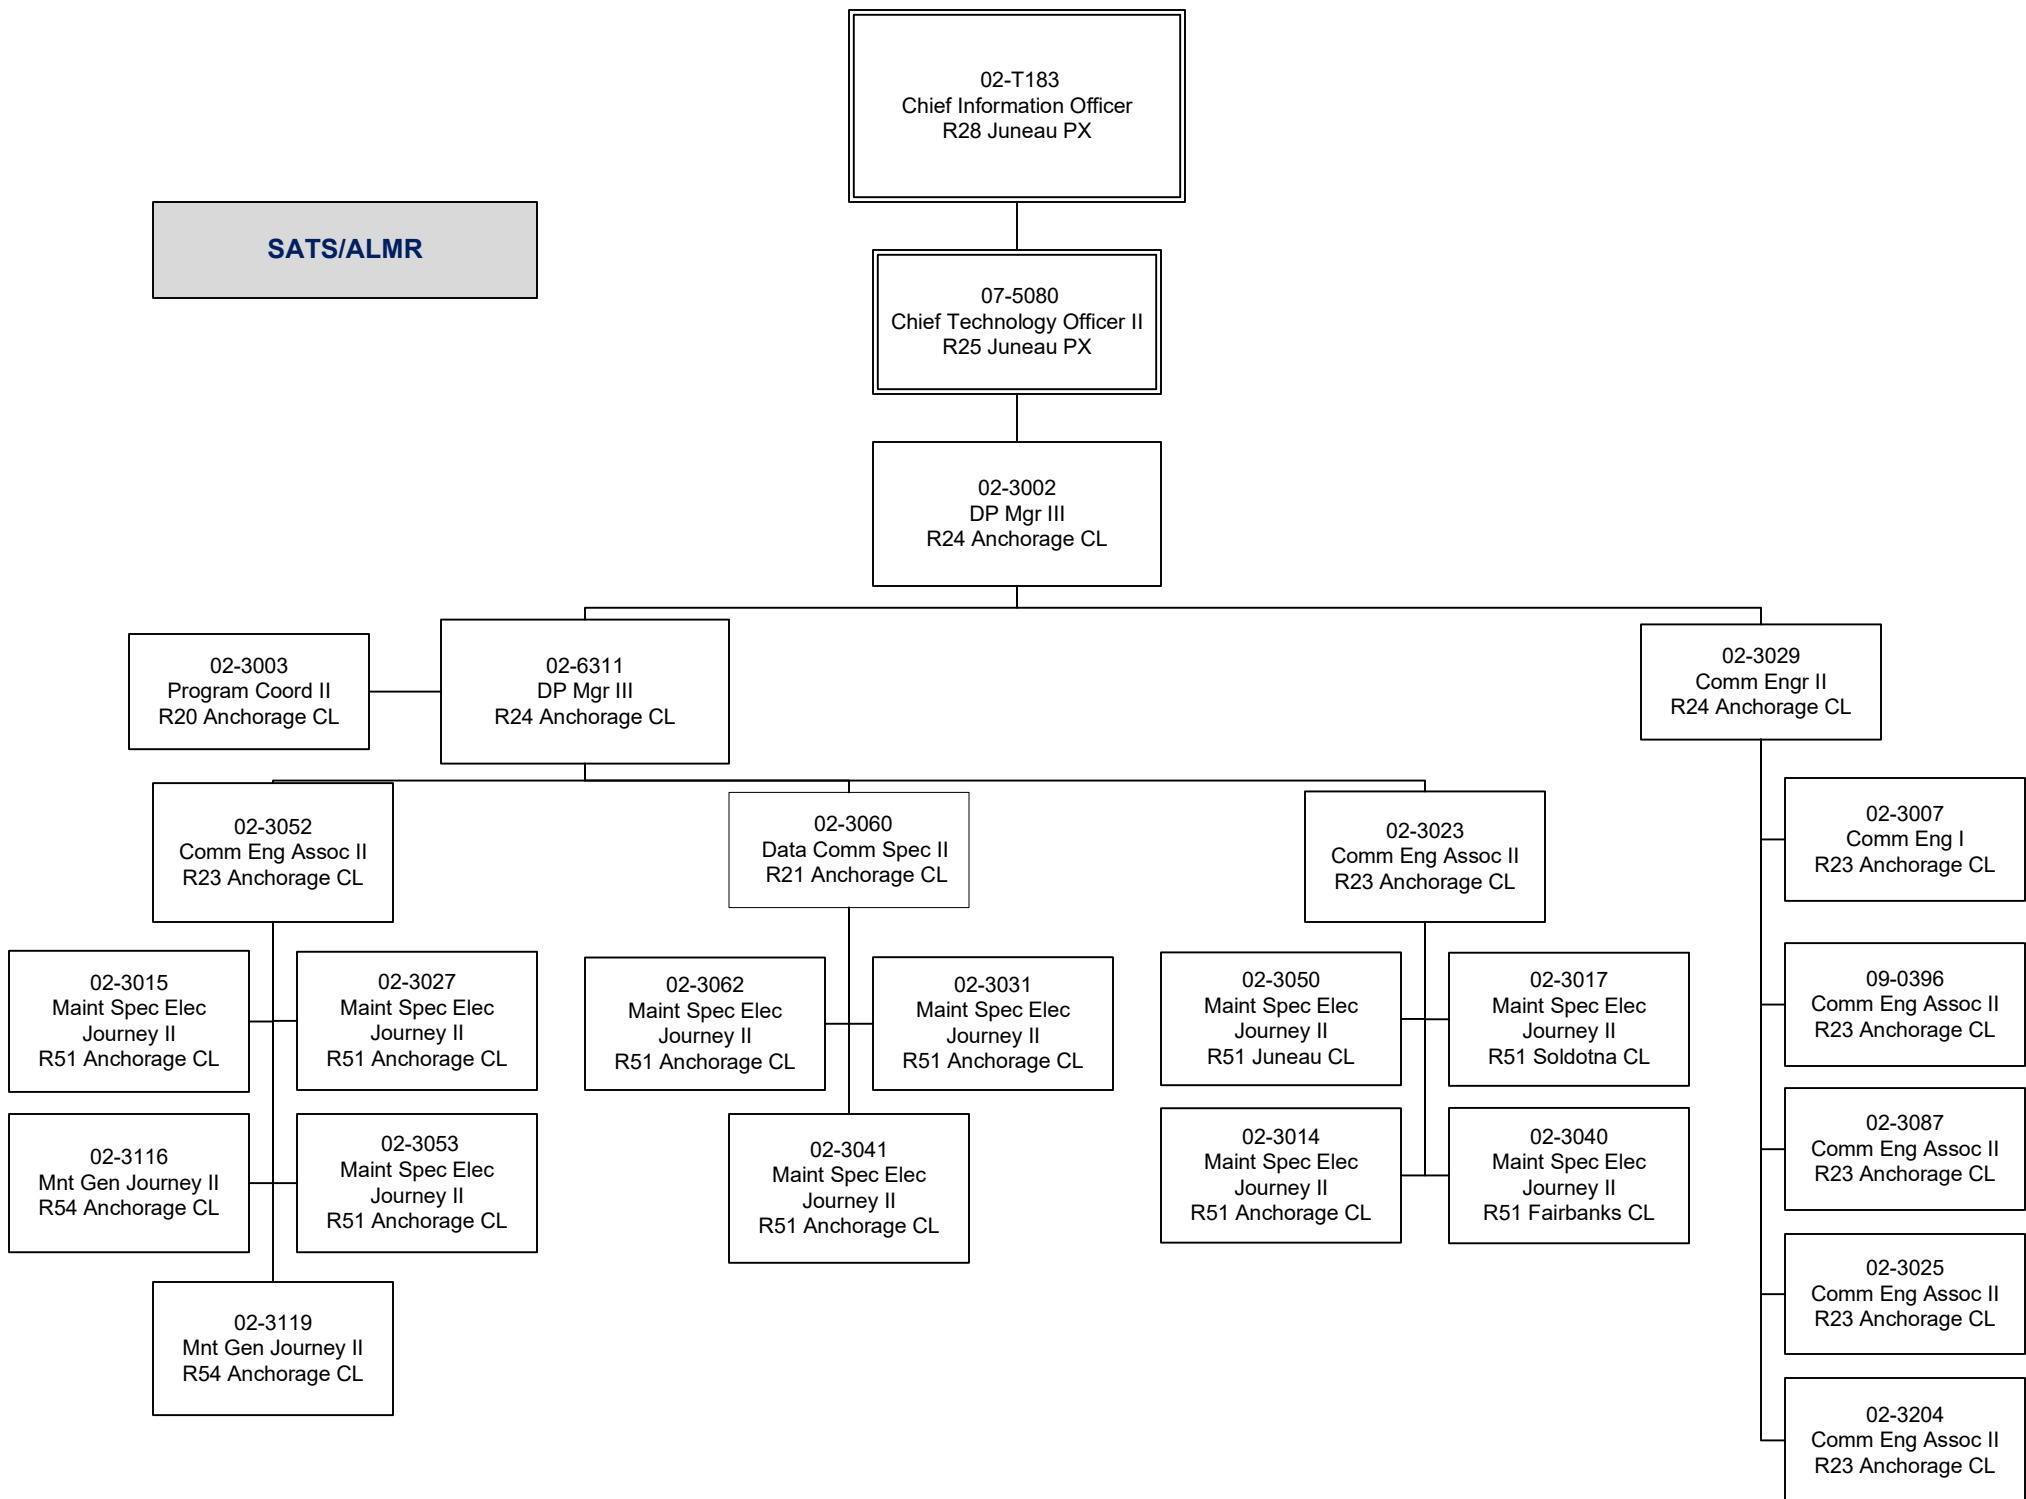 02-T183
Chief Information Officer
R28 Juneau PX
SATS/ALMR
07-5080
Chief Technology Officer II
R25 Juneau PX
02-3002
DP Mgr III
R24 Anchorage CL
02-3003
Program Coord II
R20 Anchorage CL
02-6311
DP Mgr III
R24 Anchorage CL
02-3029
Comm Engr II
R24 Anchorage CL
02-3052
Comm Eng Assoc II
R23 Anchorage CL
02-3060
Data Comm Spec II
R21 Anchorage CL
02-3023
Comm Eng Assoc II
R23 Anchorage CL
02-3007
Comm Eng I
R23 Anchorage CL
02-3015
Maint Spec Elec
Journey II
R51 Anchorage CL
02-3027
Maint Spec Elec
Journey II
R51 Anchorage CL
02-3062
Maint Spec Elec
Journey II
R51 Anchorage CL
02-3031
Maint Spec Elec
Journey II
R51 Anchorage CL
02-3050
Maint Spec Elec
Journey II
R51 Juneau CL
02-3017
Maint Spec Elec
Journey II
R51 Soldotna CL
09-0396
Comm Eng Assoc II
R23 Anchorage CL
02-3116
Mnt Gen Journey II
R54 Anchorage CL
02-3053
Maint Spec Elec
Journey II
R51 Anchorage CL
02-3041
Maint Spec Elec
Journey II
R51 Anchorage CL
02-3014
Maint Spec Elec
Journey II
R51 Anchorage CL
02-3040
Maint Spec Elec
Journey II
R51 Fairbanks CL
02-3087
Comm Eng Assoc II
R23 Anchorage CL
02-3025
Comm Eng Assoc II
R23 Anchorage CL
02-3119
Mnt Gen Journey II
R54 Anchorage CL
02-3204
Comm Eng Assoc II
R23 Anchorage CL